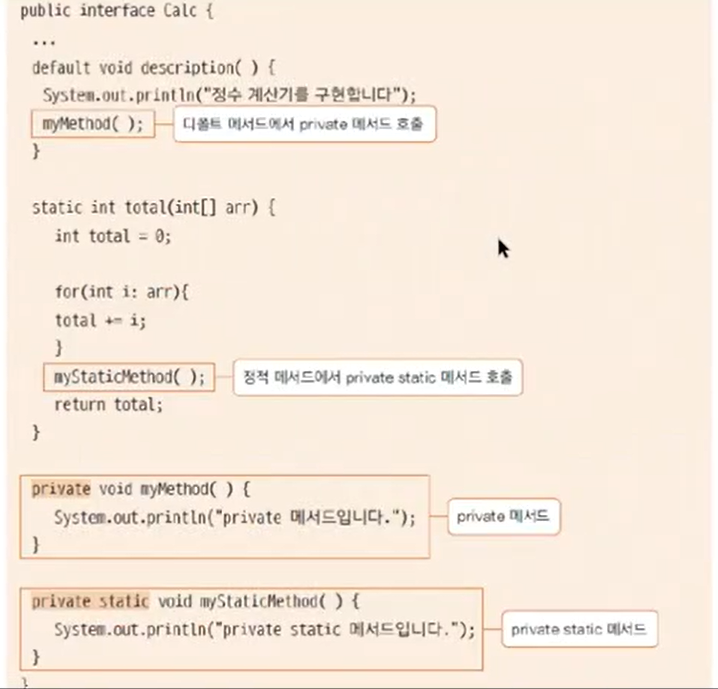 public interface Calc {
...
default void description( ) {
System.out.println("정수 계산기를 구현합니다");
myMethod( ); 디폴트 메서드에서 private 메서드 호출
}
static int total(int[] arr) {
int total = 0;
for(int i: arr){
total += i;
}
myStaticMethod( ); 정적 메서드에서 private static 메서드 호출
return total;
}
private void myMethod( ) {
System.out.println("private 메서드입니다."); private 메서드
}
private static void myStaticMethod( ) {
System.out.println("private static 메서드입니다."); private static 메서드
}
}